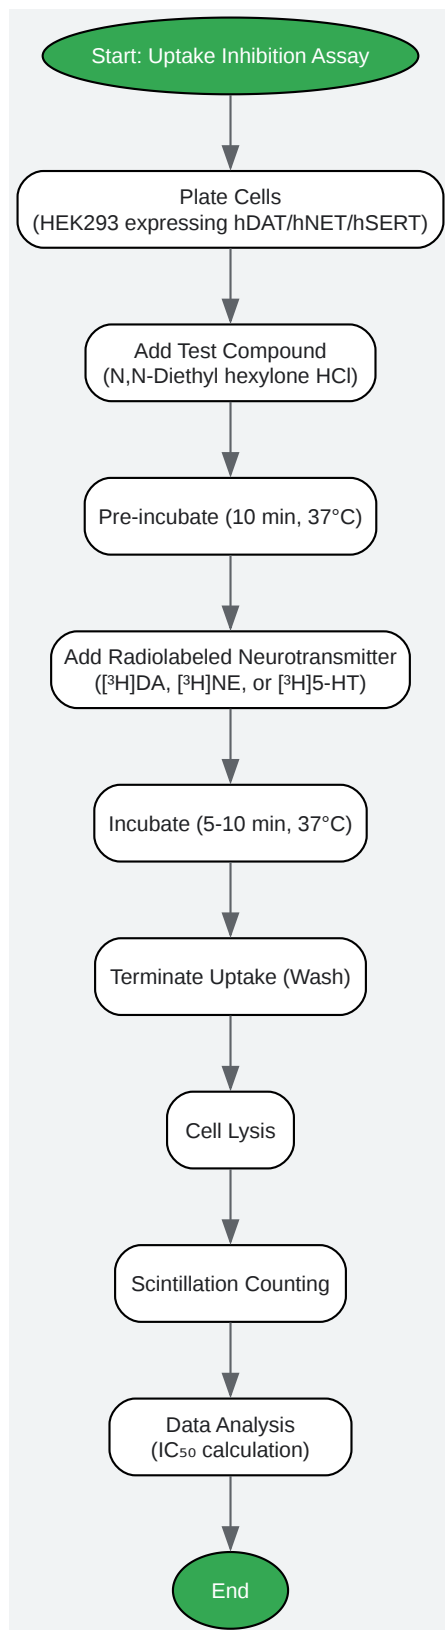 Start: Uptake Inhibition Assay
Plate Cells
(HEK293 expressing hDAT/hNET/hSERT)
Add Test Compound
(N,N-Diethyl hexylone HCl)
Pre-incubate (10 min, 37°C)
Add Radiolabeled Neurotransmitter
([³H]DA, [³H]NE, or [³H]5-HT)
Incubate (5-10 min, 37°C)
Terminate Uptake (Wash)
Cell Lysis
Scintillation Counting
Data Analysis
(IC₅₀ calculation)
End